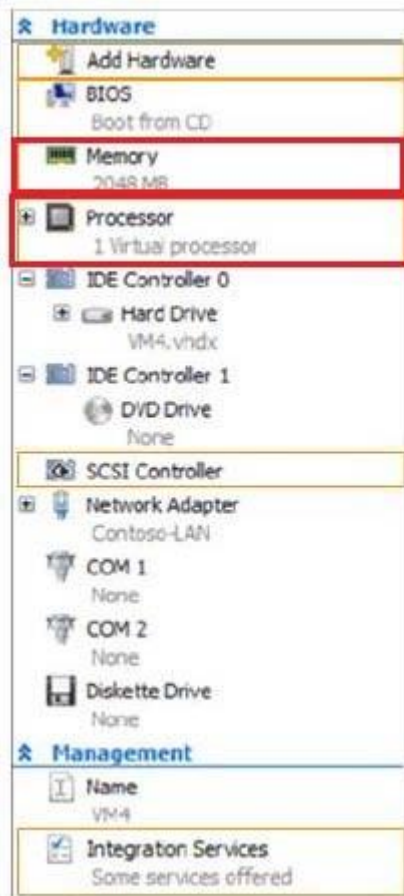 Hardware
Add Hardware
BIOS
Boot from CD
Memory
2048 MB
Processor
1 Virtual processor
IDE Controller 0
Hard Drive
VM4.vhdx
IDE Controller 1
DVD Drive
None
SCSI Controller
Network Adapter
Contoso-LAN
COM 1
None
COM 2
None
Diskette Drive
None
Management
Name
VM4
Integration Services
Some services offered